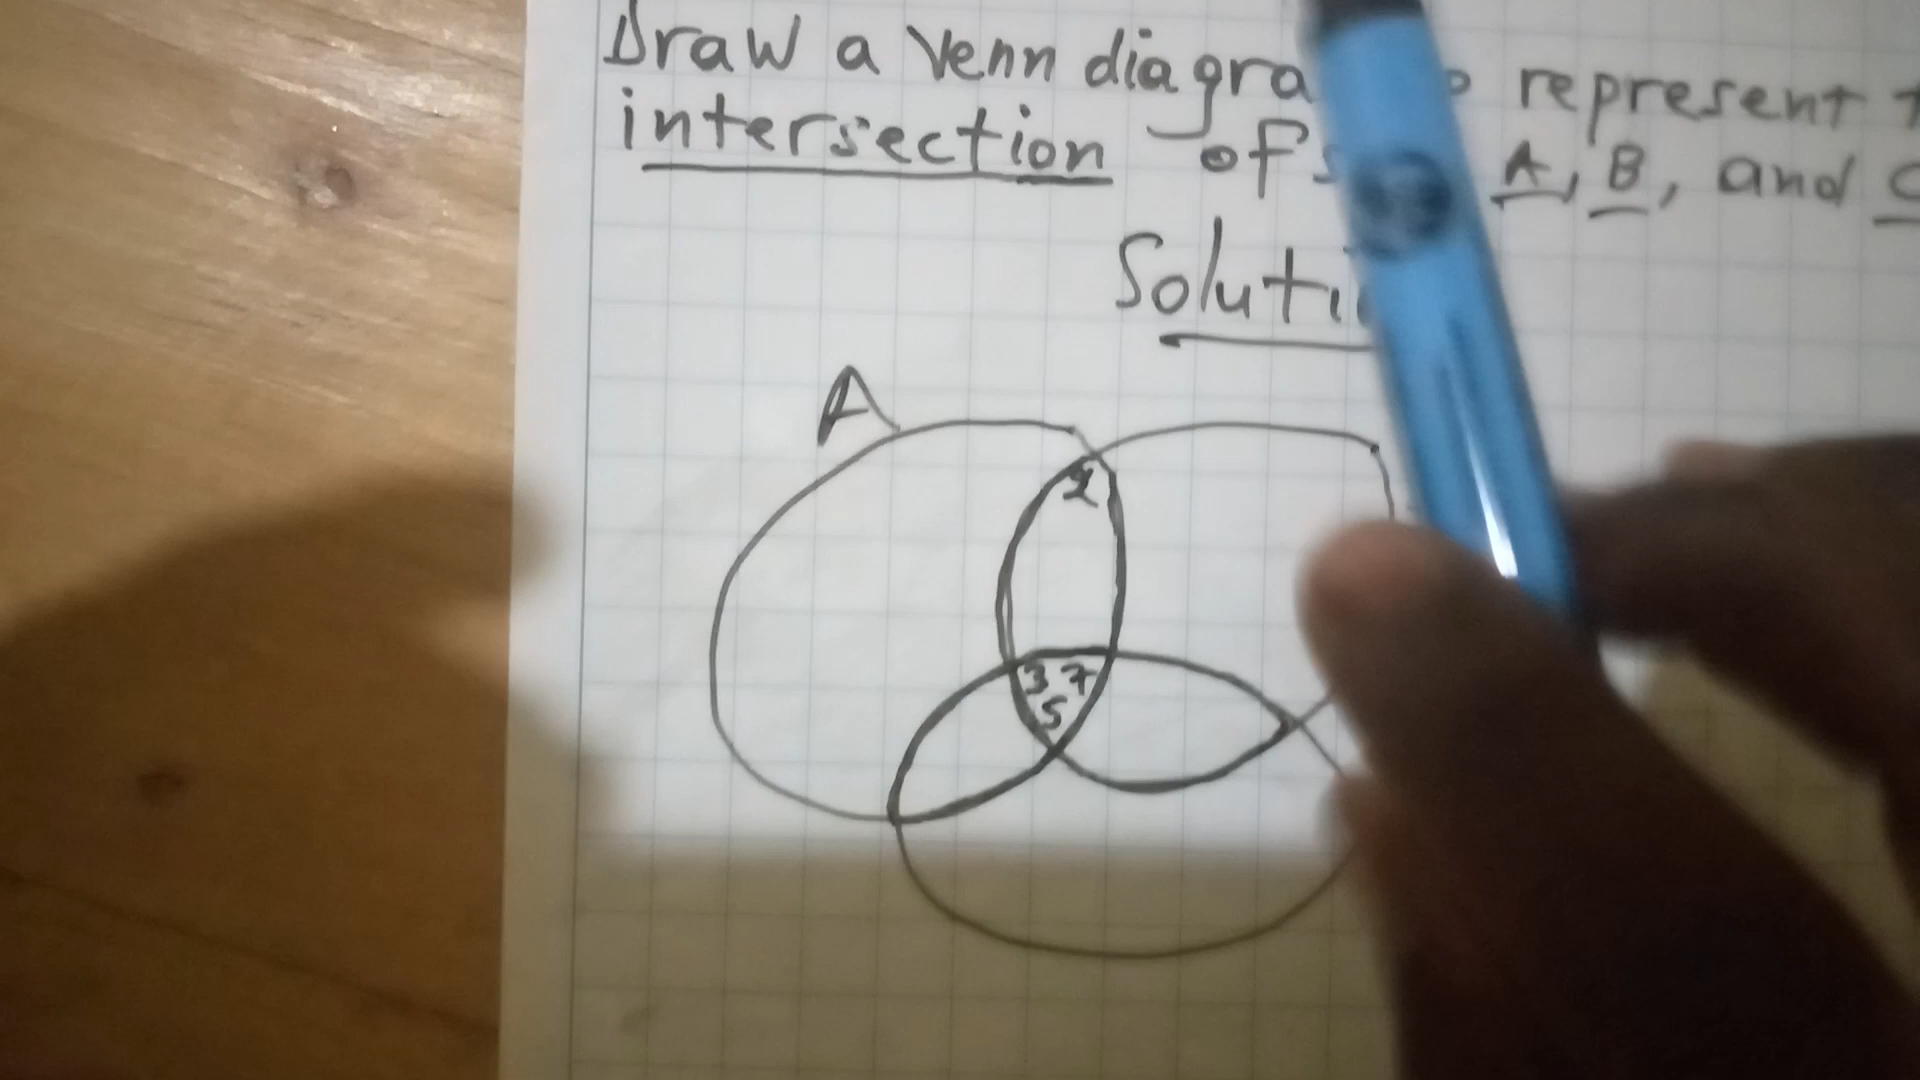 Draw a Venn diagra represent
intersection of A, B, and C
Soluti
A
2
3 7
5